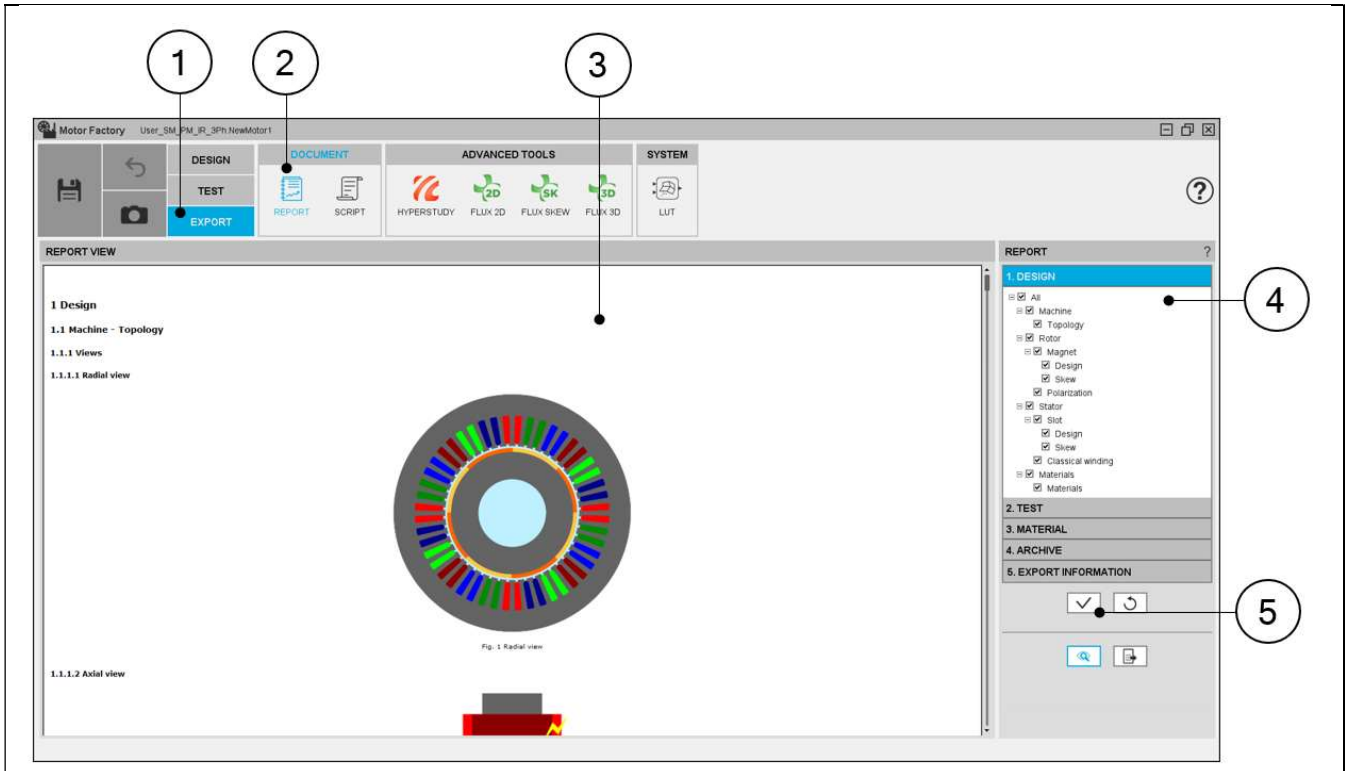 1
2
3
Motor Factory User_SM_PM_IR_3Ph.NewMotor1
DESIGN
TEST
EXPORT
DOCUMENT
REPORT
SCRIPT
ADVANCED TOOLS
HYPERSTUDY
2D
FLUX 2D
SK
FLUX SKEW
3D
FLUX 3D
SYSTEM
LUT
?
REPORT VIEW
1 Design
1.1 Machine - Topology
1.1.1 Views
1.1.1.1 Radial view
Fig. 1 Radial view
1.1.1.2 Axial view
REPORT ?
1. DESIGN
All
Machine
Topology
Rotor
Magnet
Design
Skew
Polarization
Stator
Slot
Design
Skew
Classical winding
Materials
Materials
2. TEST
3. MATERIAL
4. ARCHIVE
5. EXPORT INFORMATION
4
5